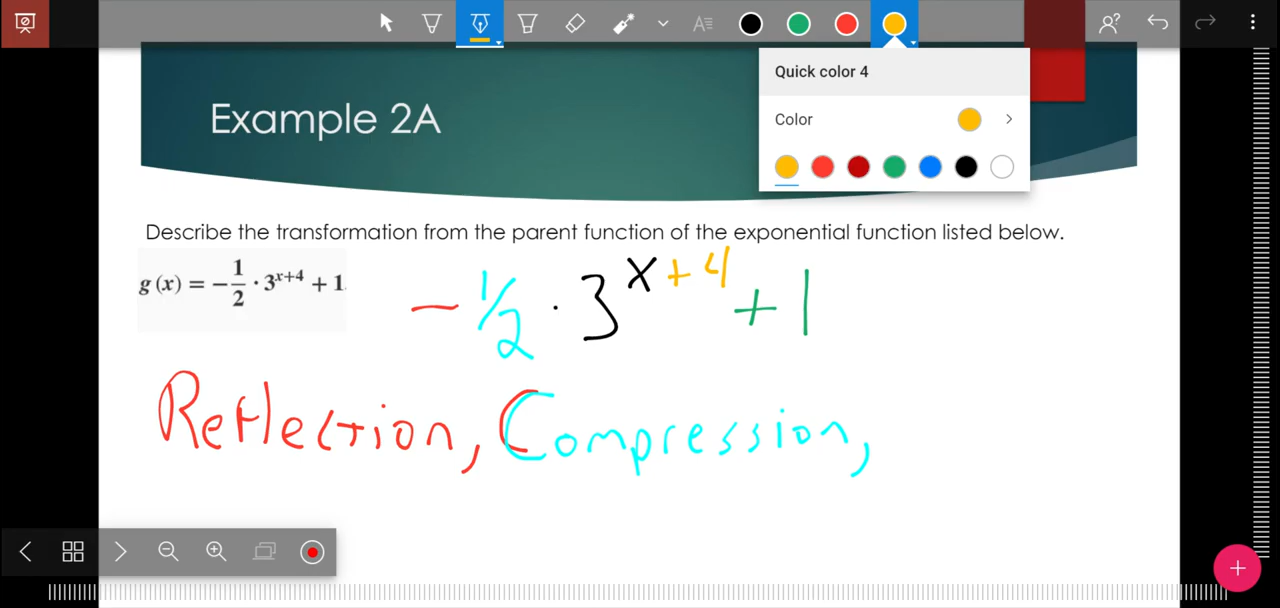 Quick color 4
Color
Example 2A
Describe the transformation from the parent function of the exponential function listed below.
g (x) = −1/2 · 3^(x+4) + 1
− 1/2 · 3^(x+4) + 1
Reflection, Compression,